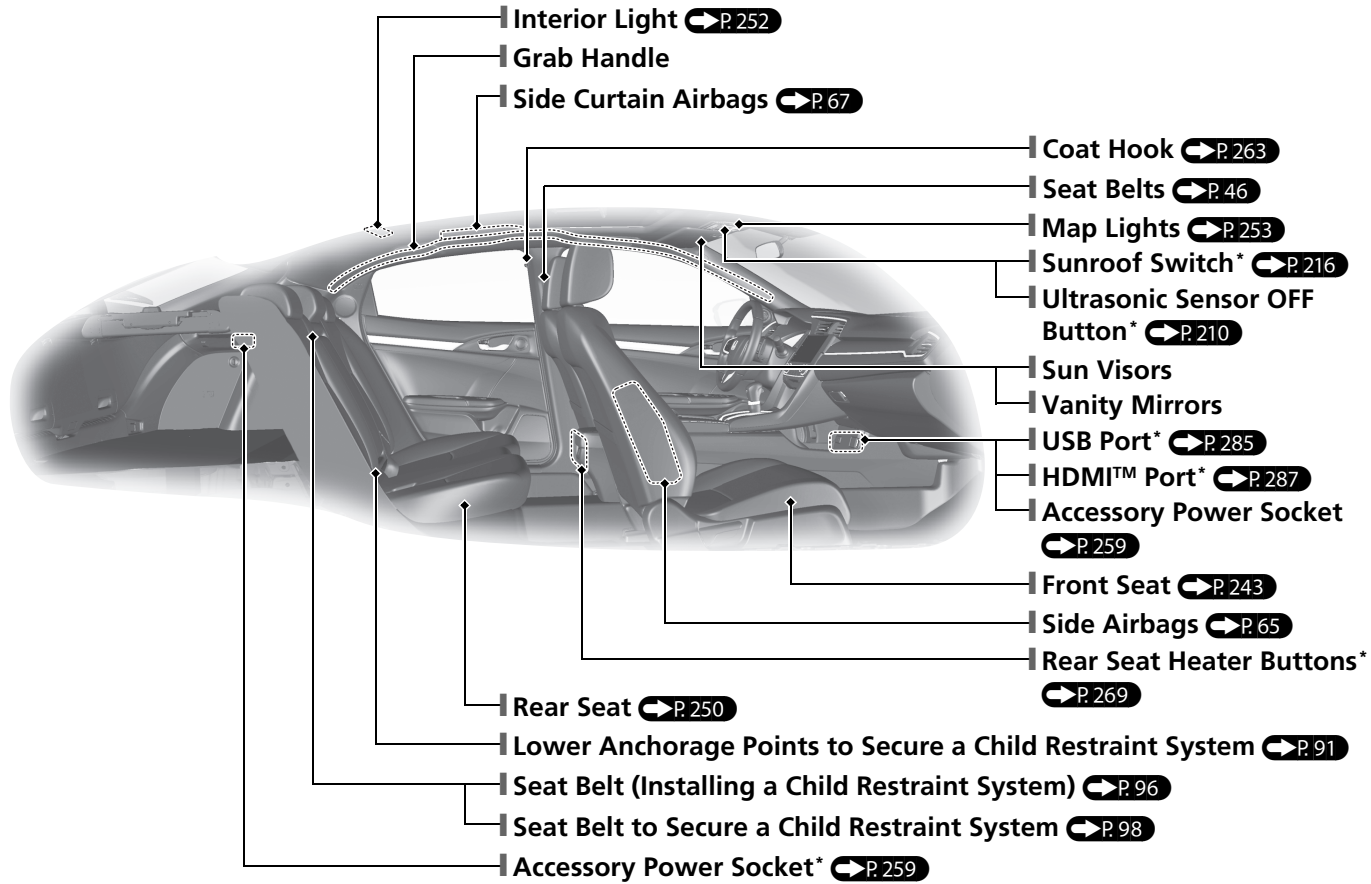 Interior Light P. 252
Grab Handle
Side Curtain Airbags P. 67
Coat Hook P. 263
Seat Belts P. 46
Map Lights P. 253
Sunroof Switch* P. 216
Ultrasonic Sensor OFF
Button* P. 210
Sun Visors
Vanity Mirrors
USB Port* P. 285
HDMI™ Port* P. 287
Accessory Power Socket
P. 259
Front Seat P. 243
Side Airbags P. 65
Rear Seat Heater Buttons*
P. 269
Rear Seat P. 250
Lower Anchorage Points to Secure a Child Restraint System P. 91
Seat Belt (Installing a Child Restraint System) P. 96
Seat Belt to Secure a Child Restraint System P. 98
Accessory Power Socket* P. 259